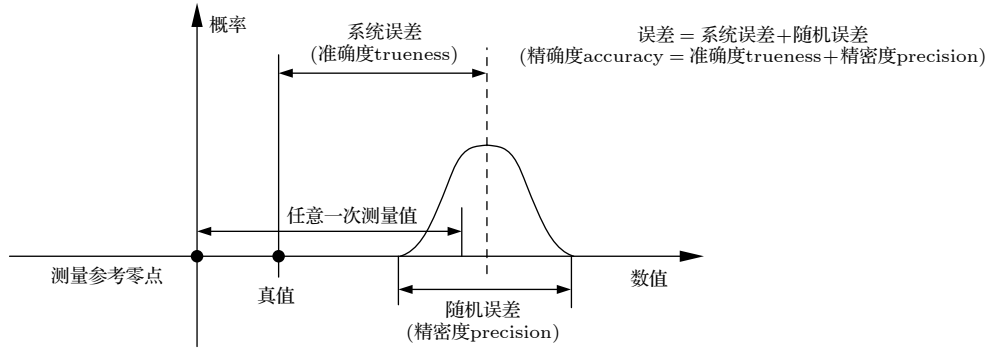 概率
系统误差
(准确度trueness)
误差 = 系统误差+随机误差
(精确度accuracy = 准确度trueness+精密度precision)
任意一次测量值
测量参考零点
真值
数值
随机误差
(精密度precision)